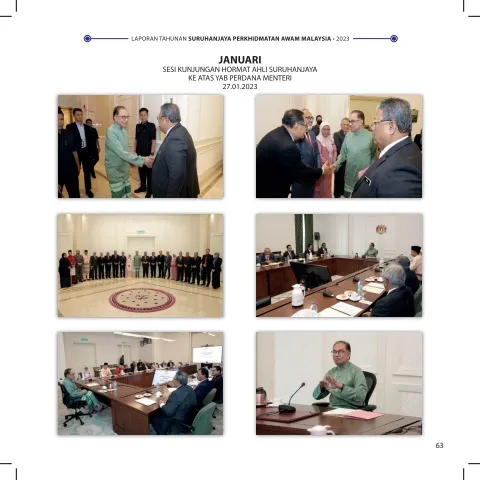 LAPORAN TAHUNAN SURUHANJAYA PERKHIDMATAN AWAM MALAYSIA • 2023
JANUARI
SESI KUNJUNGAN HORMAT AHLI SURUHANJAYA
KE ATAS YAB PERDANA MENTERI
27.01.2023
63